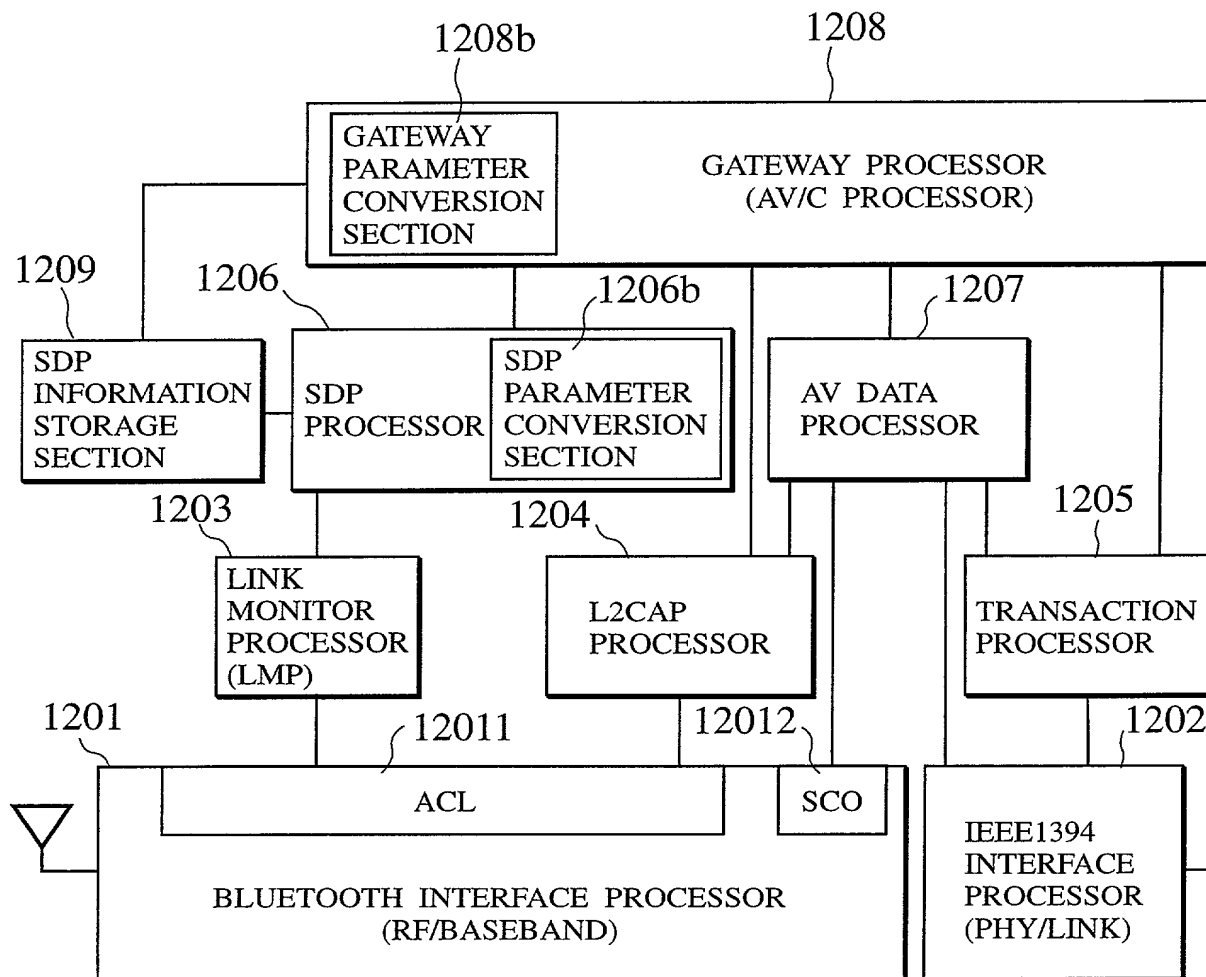 1208b
1208
GATEWAY
PARAMETER
CONVERSION
SECTION
GATEWAY PROCESSOR
(AV/C PROCESSOR)
1209
1206
1206b
1207
SDP
INFORMATION
STORAGE
SECTION
SDP
PROCESSOR
SDP
PARAMETER
CONVERSION
SECTION
AV DATA
PROCESSOR
1203
1204
1205
LINK
MONITOR
PROCESSOR
(LMP)
L2CAP
PROCESSOR
TRANSACTION
PROCESSOR
1201
12011
12012
1202
ACL
SCO
BLUETOOTH INTERFACE PROCESSOR
(RF/BASEBAND)
IEEE1394
INTERFACE
PROCESSOR
(PHY/LINK)